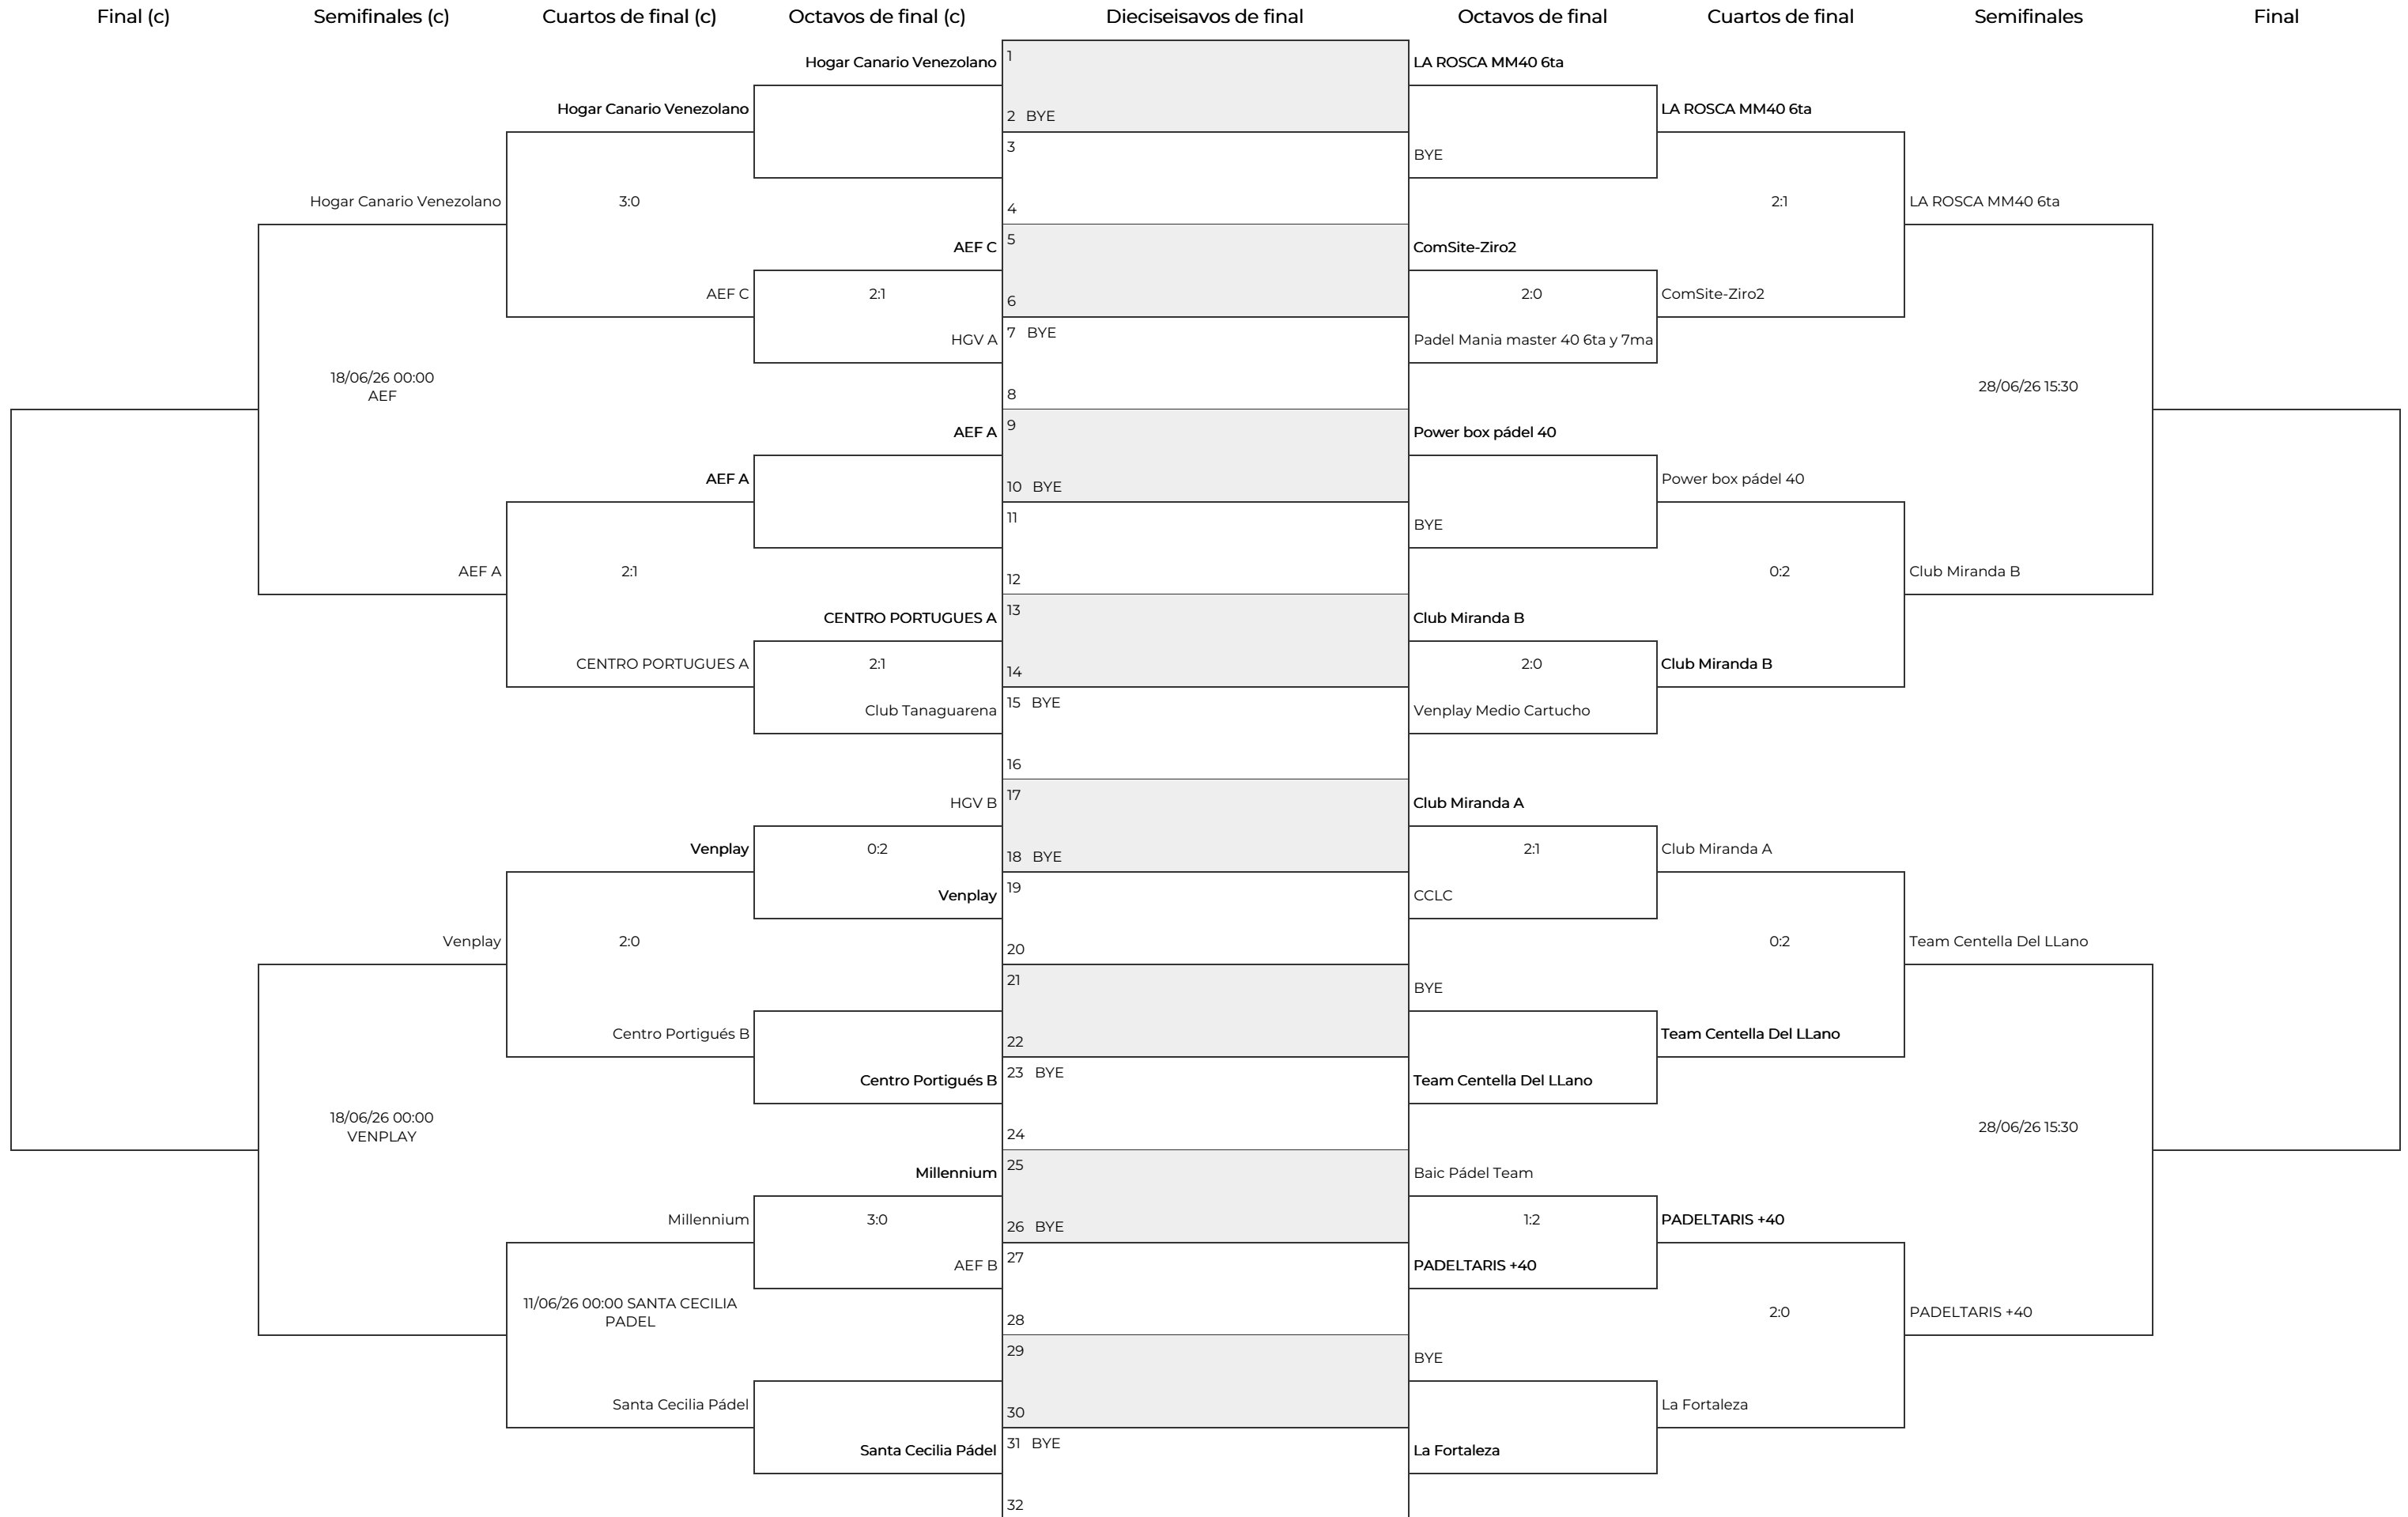 Final (c) Semifinales (c) Cuartos de final (c) Octavos de final (c) Dieciseisavos de final Octavos de final Cuartos de final Semifinales Final
1
Hogar Canario Venezolano LA ROSCA MM40 6ta
Hogar Canario Venezolano LA ROSCA MM40 6ta
2 BYE
3
BYE
Hogar Canario Venezolano 3:0 2:1 LA ROSCA MM40 6ta
4
5
AEF C ComSite-Ziro2
AEF C 2:1 2:0 ComSite-Ziro2
6
7 BYE
HGV A Padel Mania master 40 6ta y 7ma
18/06/26 00:00
AEF
28/06/26 15:30
8
9
AEF A Power box pádel 40
AEF A Power box pádel 40
10 BYE
11
BYE
AEF A 2:1 0:2 Club Miranda B
12
13
CENTRO PORTUGUES A Club Miranda B
CENTRO PORTUGUES A 2:1 2:0 Club Miranda B
14
15 BYE
Club Tanaguarena Venplay Medio Cartucho
16
17
HGV B Club Miranda A
Venplay 0:2 2:1 Club Miranda A
18 BYE
19
Venplay CCLC
Venplay 2:0 0:2 Team Centella Del LLano
20
21
BYE
Centro Portigués B Team Centella Del LLano
22
23 BYE
Centro Portigués B Team Centella Del LLano
18/06/26 00:00
VENPLAY
28/06/26 15:30
24
25
Millennium Baic Pádel Team
Millennium 3:0 1:2 PADELTARIS +40
26 BYE
27
AEF B PADELTARIS +40
11/06/26 00:00 SANTA CECILIA
PADEL
2:0 PADELTARIS +40
28
29
BYE
Santa Cecilia Pádel La Fortaleza
30
31 BYE
Santa Cecilia Pádel La Fortaleza
32